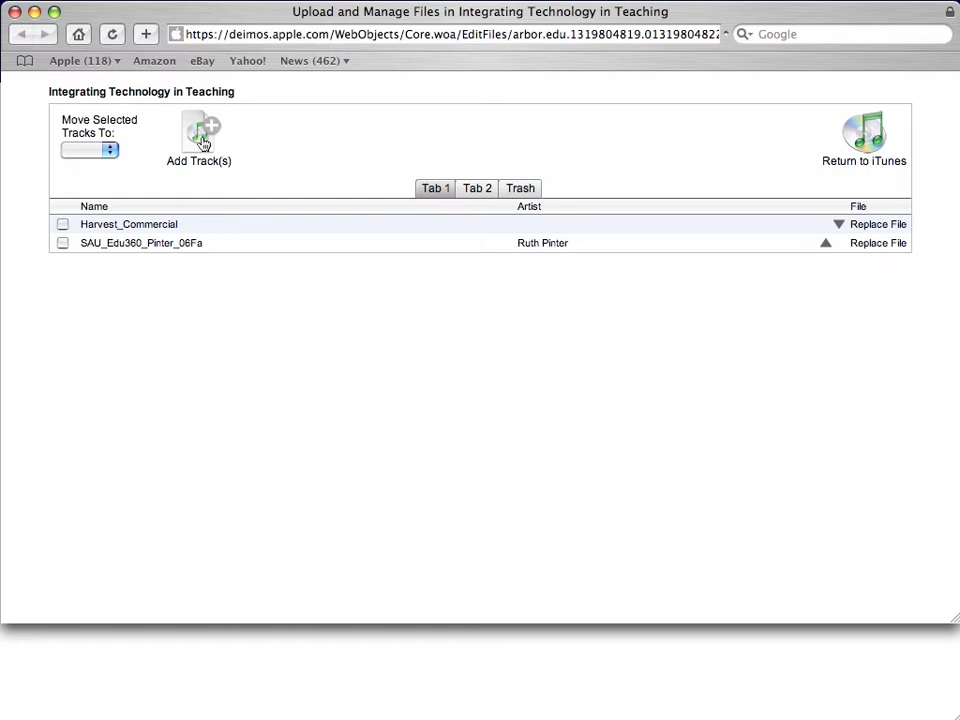 Upload and Manage Files in Integrating Technology in Teaching
https://deimos.apple.com/WebObjects/Core.woa/EditFiles/arbor.edu.1319804819.01319804822
Google
Apple (118) Amazon eBay Yahoo! News (462)
Integrating Technology in Teaching
Move Selected
Tracks To:
Add Track(s)
Return to iTunes
Tab 1 Tab 2 Trash
Name Artist File
Harvest_Commercial Replace File
SAU_Edu360_Pinter_06Fa Ruth Pinter Replace File